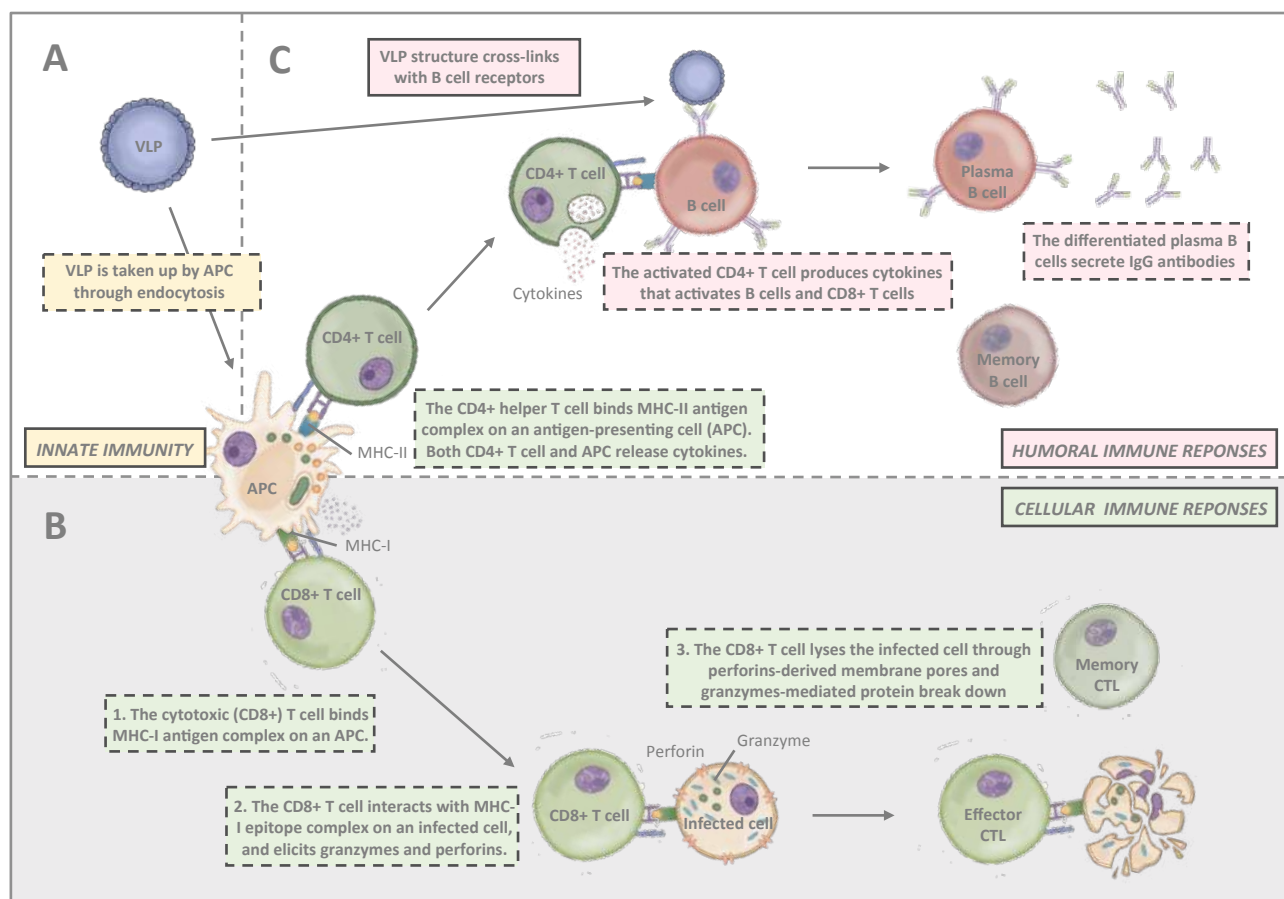 A
C
VLP structure cross-links
with B cell receptors
VLP
CD4+ T cell
B cell
Plasma
B cell
VLP is taken up by APC
through endocytosis
The activated CD4+ T cell produces cytokines
that activates B cells and CD8+ T cells
The differentiated plasma B
cells secrete IgG antibodies
Cytokines
CD4+ T cell
Memory
B cell
The CD4+ helper T cell binds MHC-II antigen
complex on an antigen-presenting cell (APC).
Both CD4+ T cell and APC release cytokines.
INNATE IMMUNITY
MHC-II
HUMORAL IMMUNE REPONSES
APC
CELLULAR IMMUNE REPONSES
B
MHC-I
CD8+ T cell
3. The CD8+ T cell lyses the infected cell through
perforins-derived membrane pores and
granzymes-mediated protein break down
Memory
CTL
1. The cytotoxic (CD8+) T cell binds
MHC-I antigen complex on an APC.
Perforin
Granzyme
2. The CD8+ T cell interacts with MHC-
I epitope complex on an infected cell,
and elicits granzymes and perforins.
CD8+ T cell
Infected cell
Effector
CTL